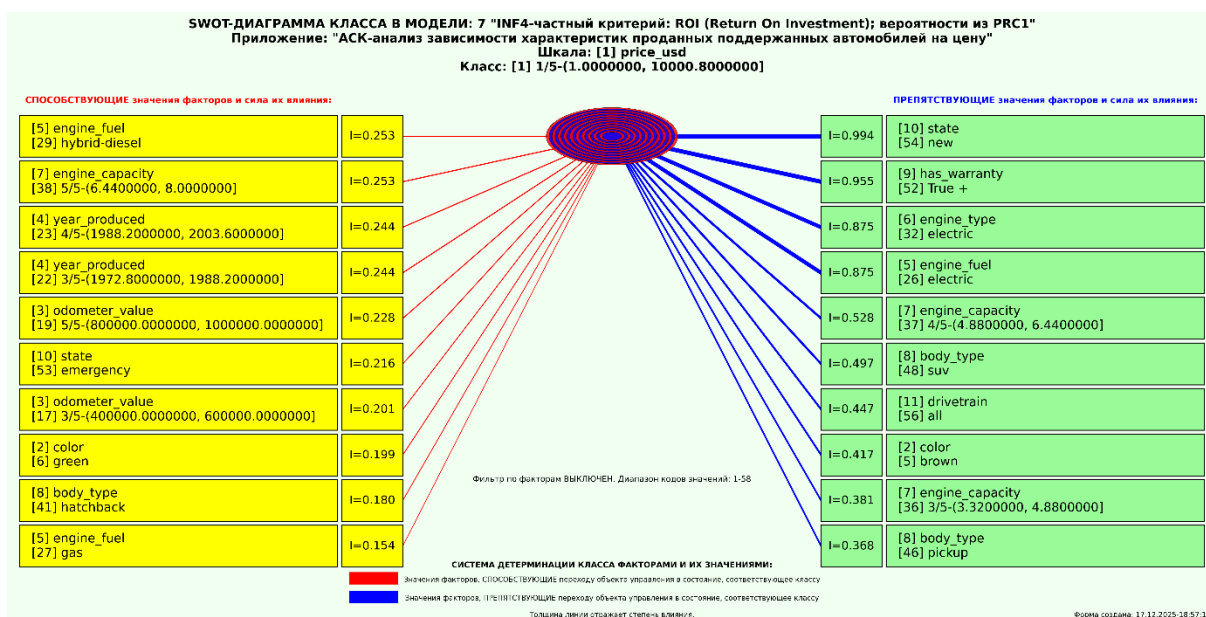 SWOT-ДИАГРАММА КЛАССА В МОДЕЛИ: 7 "INF4-частный критерий: ROI (Return On Investment); вероятности из PRC1"
Приложение: "АСК-анализ зависимости характеристик проданных поддержанных автомобилей на цену"
Шкала: [1] price_usd
Класс: [1] 1/5-(1.0000000, 10000.8000000]
СПОСОБСТВУЮЩИЕ значения факторов и сила их влияния:
[5] engine_fuel
[29] hybrid-diesel
I=0.253
[7] engine_capacity
[38] 5/5-(6.4400000, 8.0000000]
I=0.253
[4] year_produced
[23] 4/5-(1988.2000000, 2003.6000000]
I=0.244
[4] year_produced
[22] 3/5-(1972.8000000, 1988.2000000]
I=0.244
[3] odometer_value
[19] 5/5-(800000.0000000, 1000000.0000000]
I=0.228
[10] state
[53] emergency
I=0.216
[3] odometer_value
[17] 3/5-(400000.0000000, 600000.0000000]
I=0.201
[2] color
[6] green
I=0.199
[8] body_type
[41] hatchback
I=0.180
[5] engine_fuel
[27] gas
I=0.154
ПРЕПЯТСТВУЮЩИЕ значения факторов и сила их влияния:
I=0.994
[10] state
[54] new
I=0.955
[9] has_warranty
[52] True +
I=0.875
[6] engine_type
[32] electric
I=0.875
[5] engine_fuel
[26] electric
I=0.528
[7] engine_capacity
[37] 4/5-(4.8800000, 6.4400000]
I=0.497
[8] body_type
[48] suv
I=0.447
[11] drivetrain
[56] all
I=0.417
[2] color
[5] brown
I=0.381
[7] engine_capacity
[36] 3/5-(3.3200000, 4.8800000]
I=0.368
[8] body_type
[46] pickup
Фильтр по факторам ВЫКЛЮЧЕН. Диапазон кодов значений: 1-58
СИСТЕМА ДЕТЕРМИНАЦИИ КЛАССА ФАКТОРАМИ И ИХ ЗНАЧЕНИЯМИ:
Значения факторов, СПОСОБСТВУЮЩИЕ переходу объекта управления в состояние, соответствующее классу
Значения факторов, ПРЕПЯТСТВУЮЩИЕ переходу объекта управления в состояние, соответствующее классу
Толщина линии отражает степень влияния.
Форма создана: 17.12.2025-18:57:1